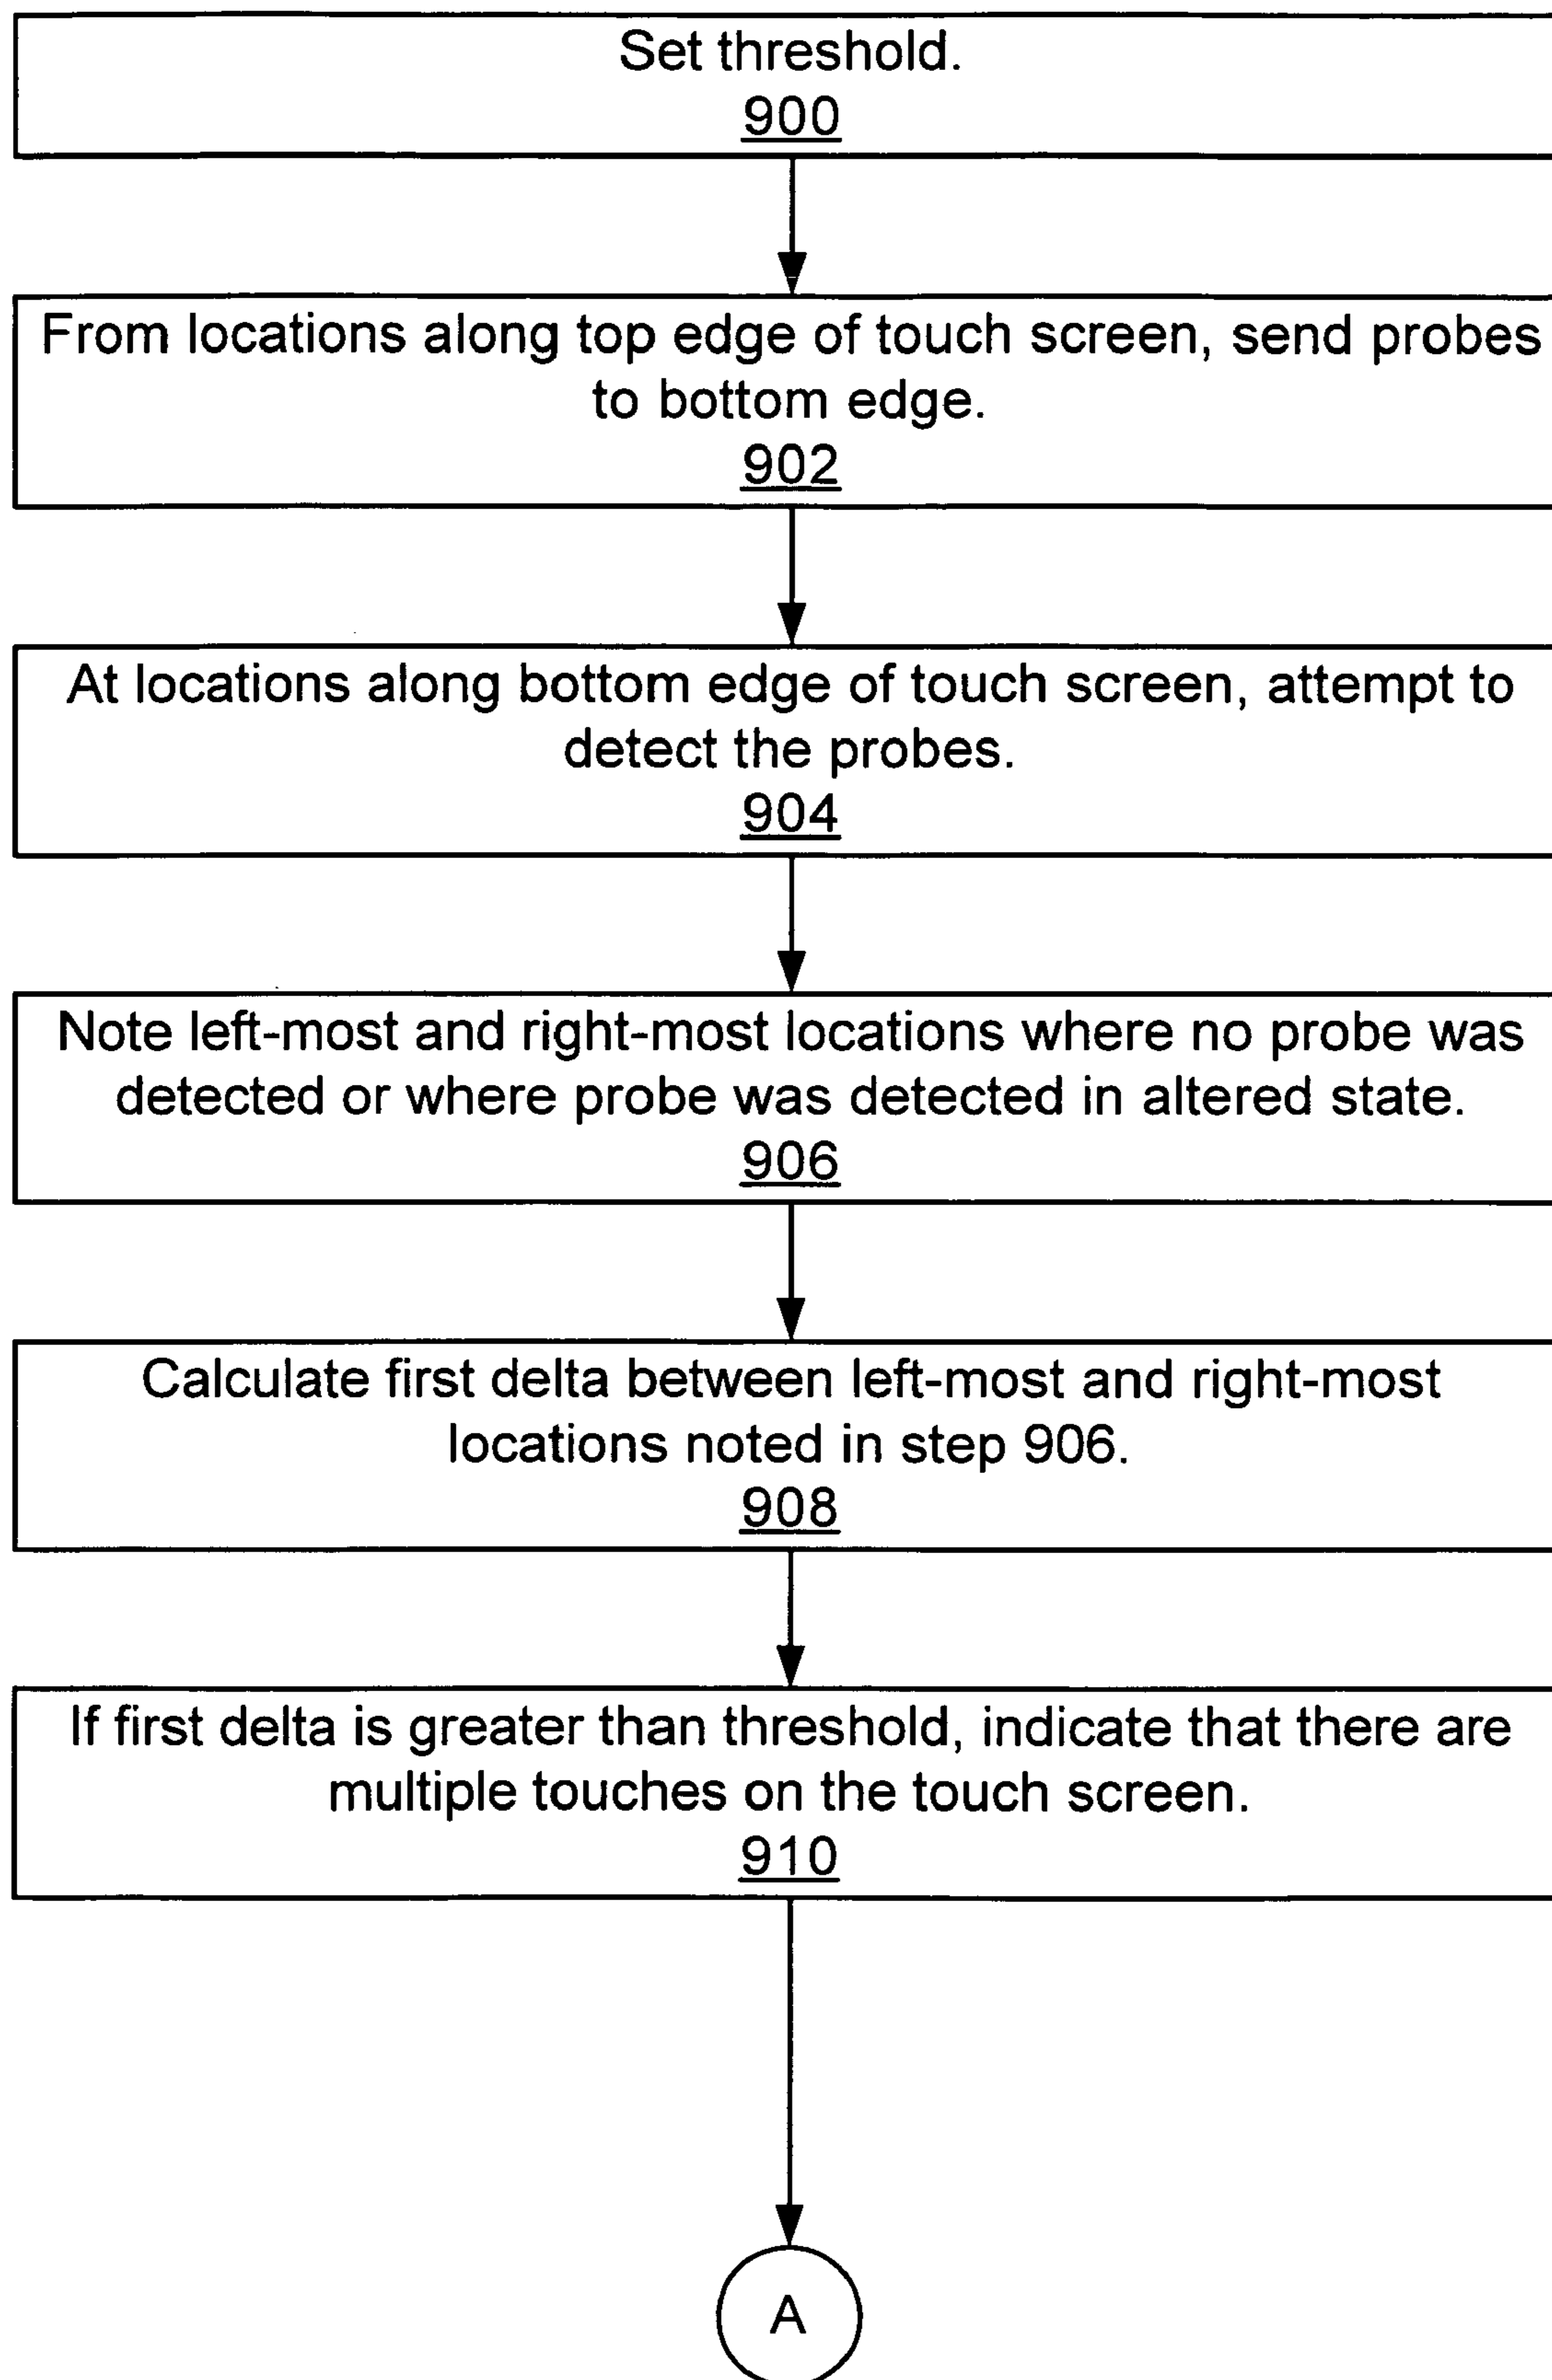 Set threshold.
900
From locations along top edge of touch screen, send probes
to bottom edge.
902
At locations along bottom edge of touch screen, attempt to
detect the probes.
904
Note left-most and right-most locations where no probe was
detected or where probe was detected in altered state.
906
Calculate first delta between left-most and right-most
locations noted in step 906.
908
If first delta is greater than threshold, indicate that there are
multiple touches on the touch screen.
910
A